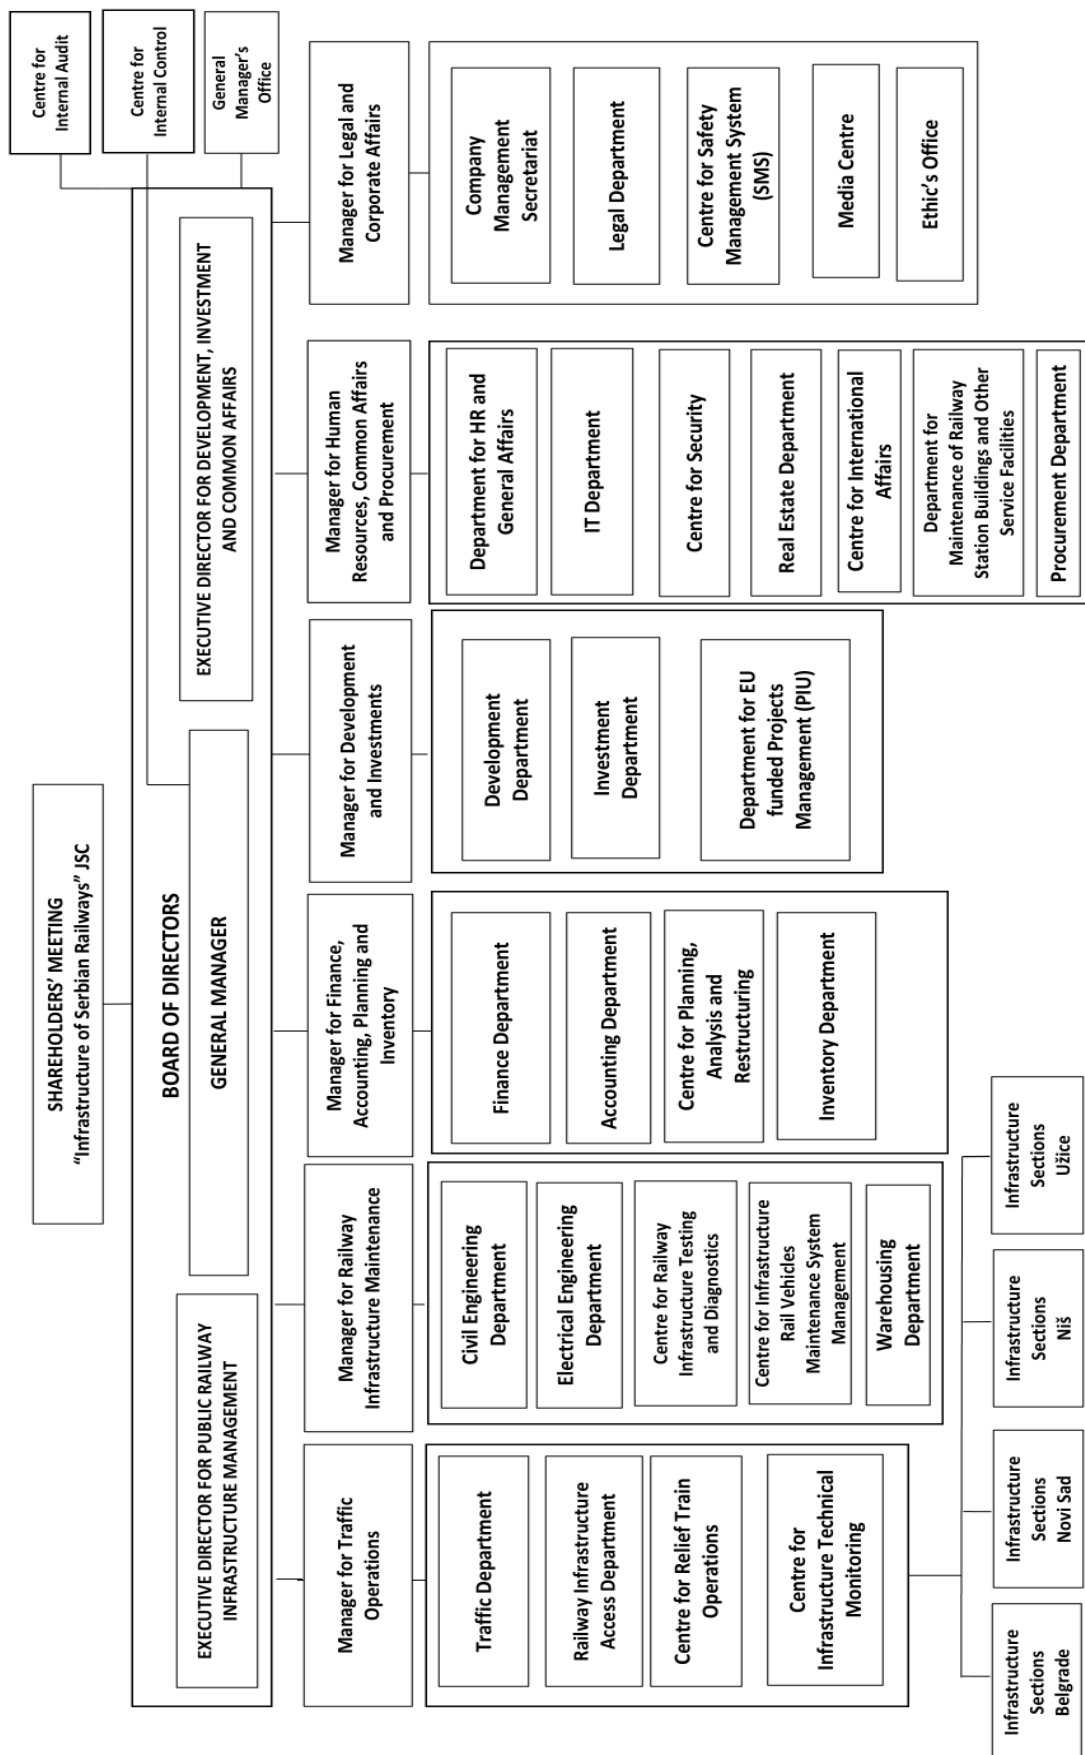 SHAREHOLDERS' MEETING
"Infrastructure of Serbian Railways" JSC
Centre for
Internal Audit
Centre for
Internal Control
General
Manager's
Office
BOARD OF DIRECTORS
EXECUTIVE DIRECTOR FOR PUBLIC RAILWAY
INFRASTRUCTURE MANAGEMENT
GENERAL MANAGER
EXECUTIVE DIRECTOR FOR DEVELOPMENT, INVESTMENT
AND COMMON AFFAIRS
Manager for Traffic
Operations
Traffic Department
Railway Infrastructure
Access Department
Centre for Relief Train
Operations
Centre for
Infrastructure Technical
Monitoring
Manager for Railway
Infrastructure Maintenance
Civil Engineering
Department
Electrical Engineering
Department
Centre for Railway
Infrastructure Testing
and Diagnostics
Centre for Infrastructure
Rail Vehicles
Maintenance System
Management
Warehousing
Department
Manager for Finance,
Accounting, Planning and
Inventory
Finance Department
Accounting Department
Centre for Planning,
Analysis and
Restructuring
Inventory Department
Manager for Development
and Investments
Development
Department
Investment
Department
Department for EU
funded Projects
Management (PIU)
Manager for Human
Resources, Common Affairs
and Procurement
Department for HR and
General Affairs
IT Department
Centre for Security
Real Estate Department
Centre for International
Affairs
Department for
Maintenance of Railway
Station Buildings and Other
Service Facilities
Procurement Department
Manager for Legal and
Corporate Affairs
Company
Management
Secretariat
Legal Department
Centre for Safety
Management System
(SMS)
Media Centre
Ethic's Office
Infrastructure
Sections
Belgrade
Infrastructure
Sections
Novi Sad
Infrastructure
Sections
Niš
Infrastructure
Sections
Užice